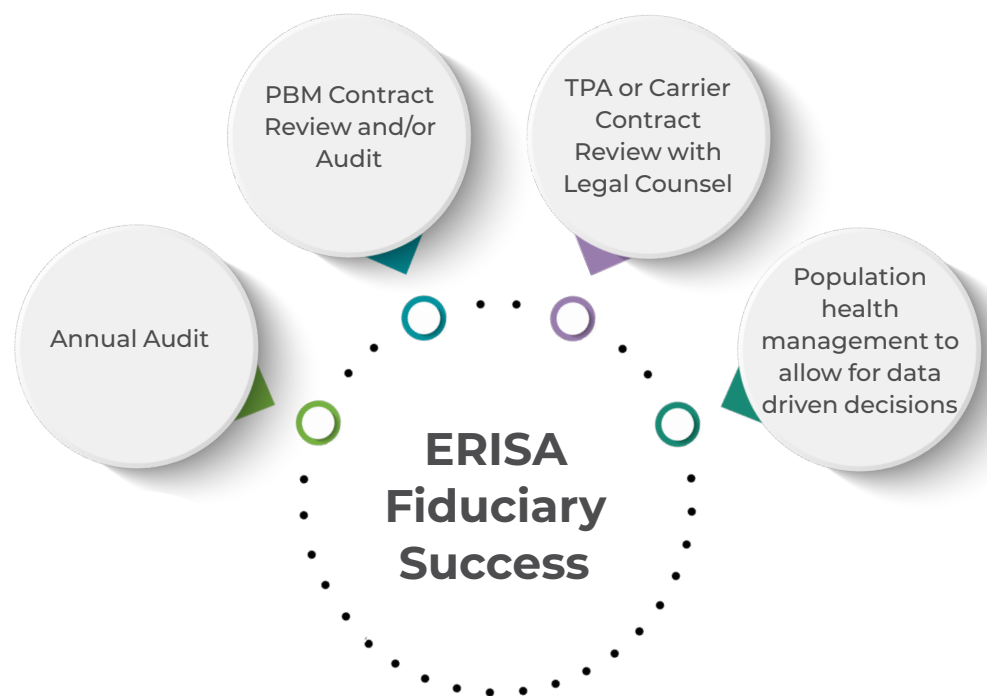 PBM Contract
Review and/or
Audit
TPA or Carrier
Contract
Review with
Legal Counsel
Annual Audit
Population
health
management to
allow for data
driven decisions
ERISA
Fiduciary
Success